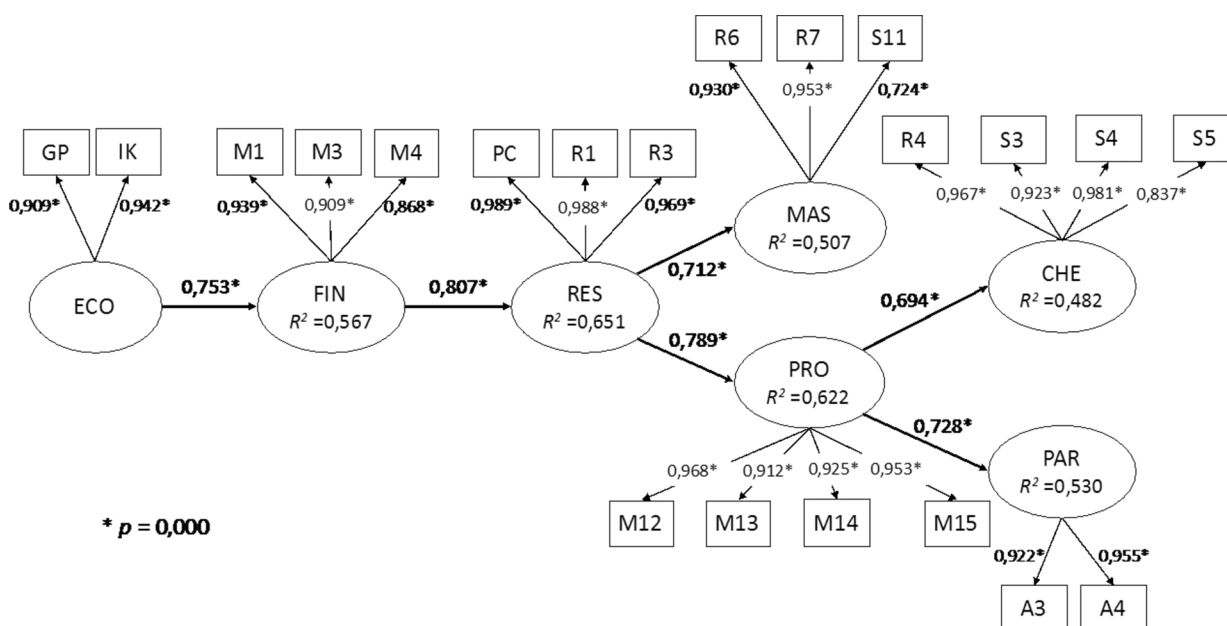 R6 R7 S11
0,930* 0,953* 0,724*
GP IK M1 M3 M4 PC R1 R3 R4 S3 S4 S5
0,909* 0,942* 0,939* 0,909* 0,868* 0,989* 0,988* 0,969* 0,967* 0,923* 0,981* 0,837*
MAS
R² =0,507
ECO
0,753*
FIN
R² =0,567
0,807*
RES
R² =0,651
0,712*
0,789*
PRO
R² =0,622
0,694*
CHE
R² =0,482
0,728*
PAR
R² =0,530
0,968* 0,912* 0,925* 0,953*
M12 M13 M14 M15
* p = 0,000
0,922* 0,955*
A3 A4